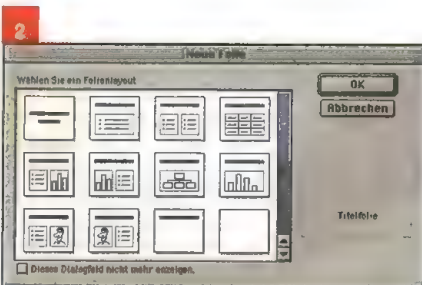 2
Neue Folie
Wählen Sie ein Folienlayout
OK
Abbrechen
Titelfolie
Dieses Dialogfeld nicht mehr anzeigen.